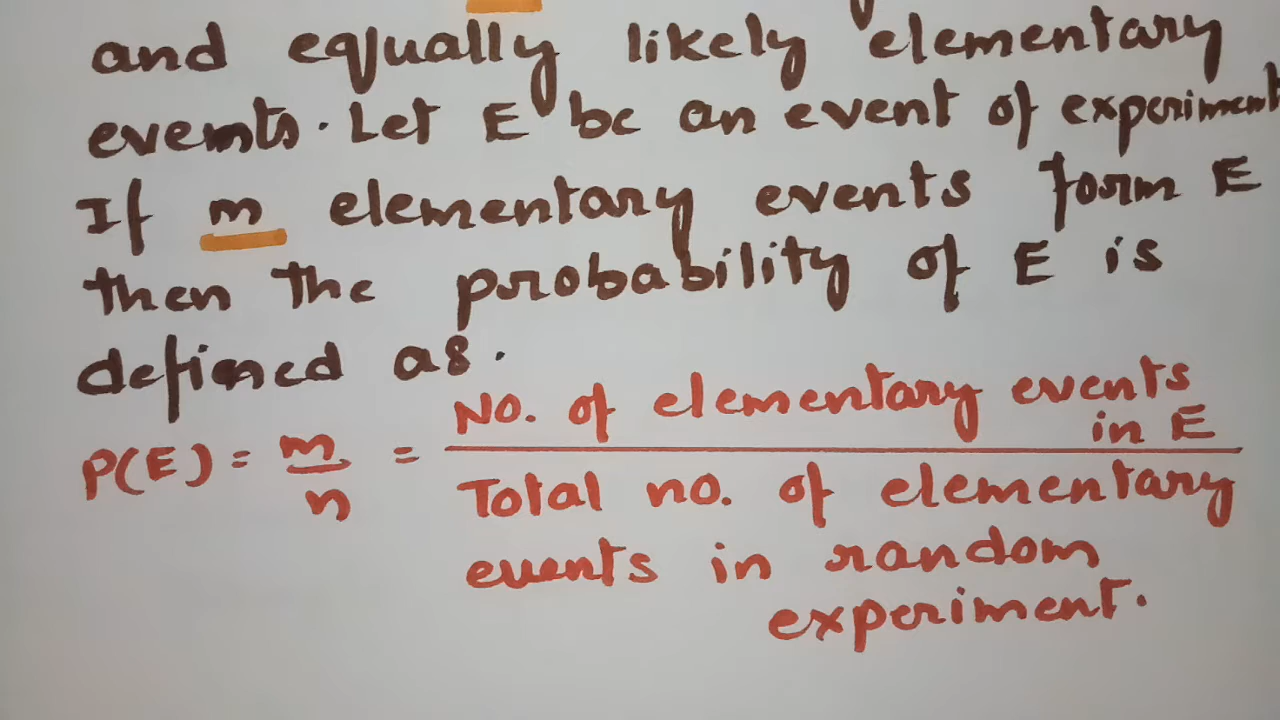 and equally likely elementary
events. Let E be an event of experiment
If m elementary events form E
then the probability of E is
defined as.
No. of elementary events
in E
P(E) = m/n =
Total no. of elementary
events in random
experiment.